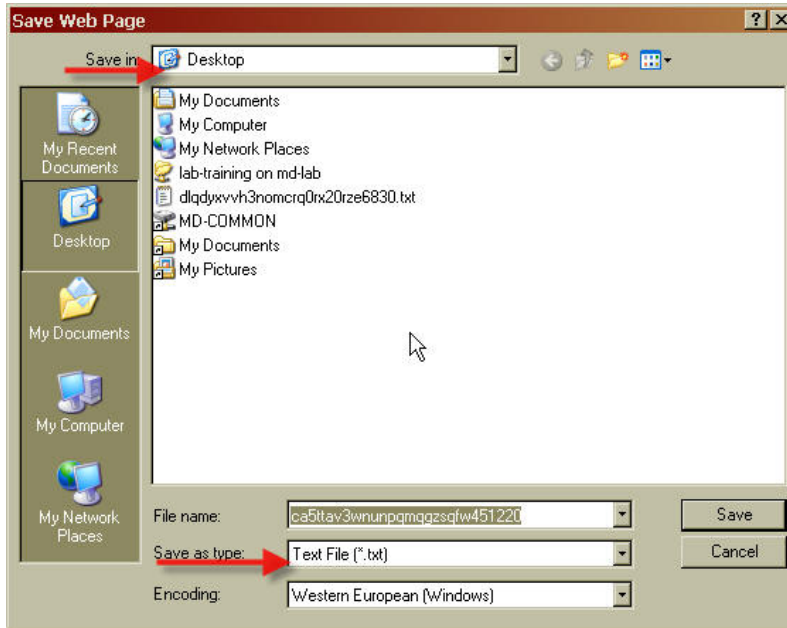 Save Web Page
Save in: Desktop
My Recent
Documents
Desktop
My Documents
My Computer
My Network
Places
My Documents
My Computer
My Network Places
lab-training on md-lab
dlqdyxvvh3nomcrq0rx20rze6830.txt
MD-COMMON
My Documents
My Pictures
File name: ca5ttav3wnunpqmqgzsqfw451220
Save
Save as type: Text File (*.txt)
Cancel
Encoding: Western European (Windows)